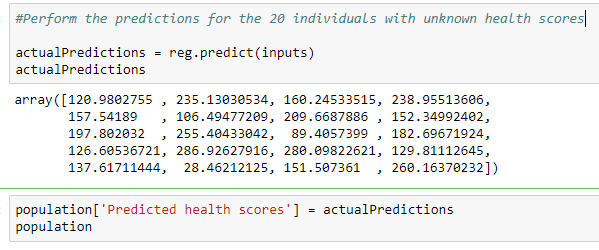 #Perform the predictions for the 20 individuals with unknown health scores
actualPredictions = reg.predict(inputs)
actualPredictions
array([120.9802755 , 235.13030534, 160.24533515, 238.95513606,
157.54189   , 106.49477209, 209.6687886 , 152.34992402,
197.802032  , 255.40433042,  89.4057399 , 182.69671924,
126.60536721, 286.92627916, 280.09822621, 129.81112645,
137.61711444,  28.46212125, 151.507361  , 260.16370232])
population['Predicted health scores'] = actualPredictions
population